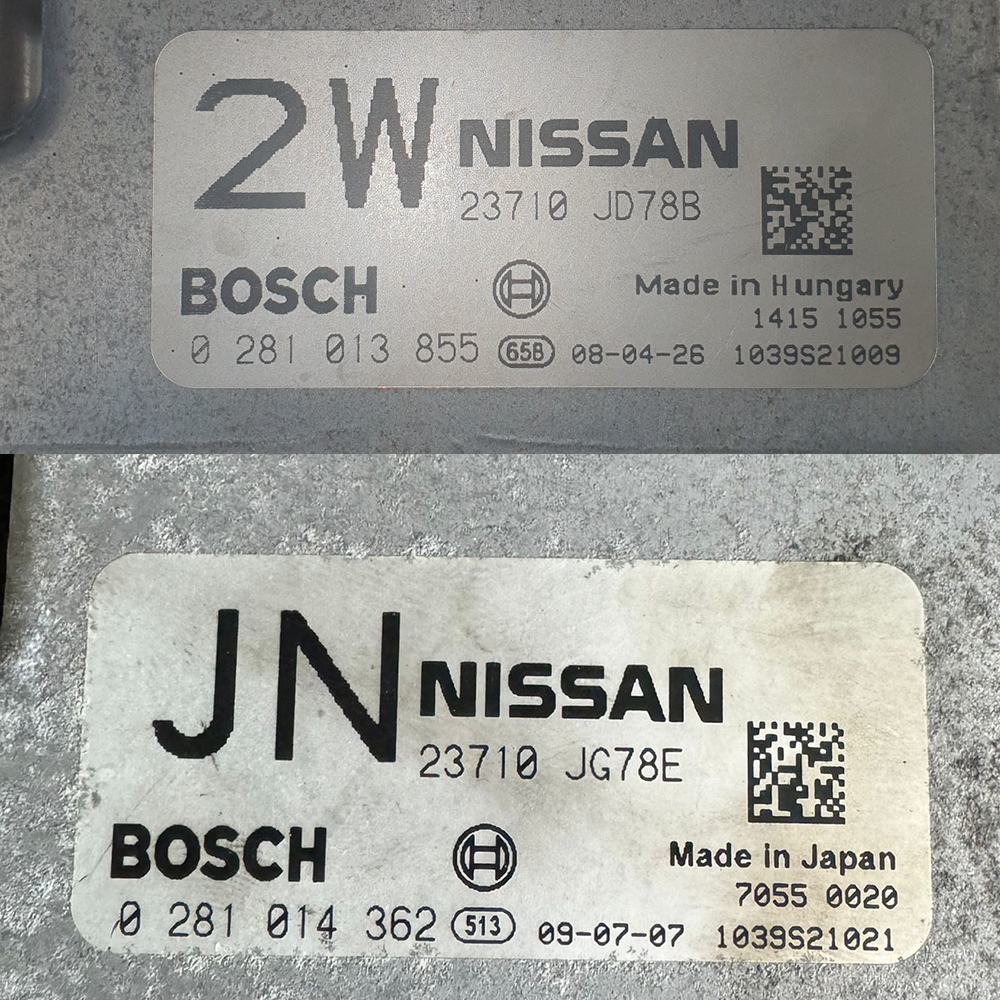 2W NISSAN
23710 JD78B
BOSCH
Made in Hungary
1415 1055
0 281 013 855 65B 08-04-26 1039S21009
JN NISSAN
23710 JG78E
BOSCH
Made in Japan
7055 0020
0 281 014 362 513 09-07-07 1039S21021